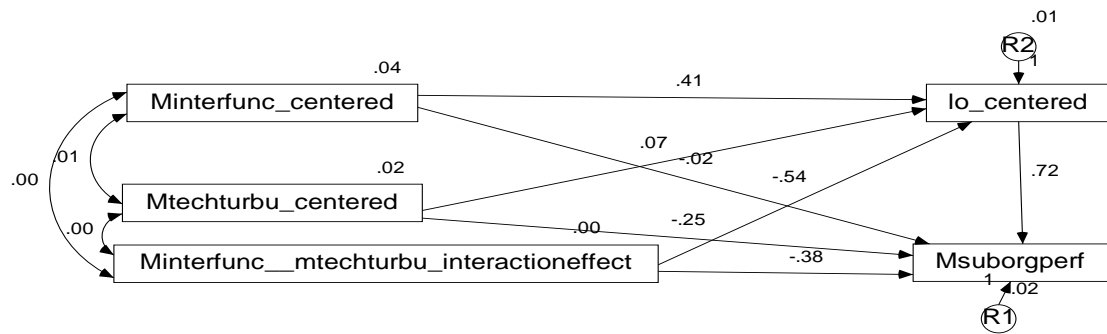 .01
R2
1
.04
Minterfunc_centered
.41
lo_centered
.01
.00
.07
-.02
.02
-.54
.72
Mtechturbu_centered
.00
.00
-.25
Minterfunc__mtechturbu_interactioneffect
-.38
Msuborgperf
1
.02
R1